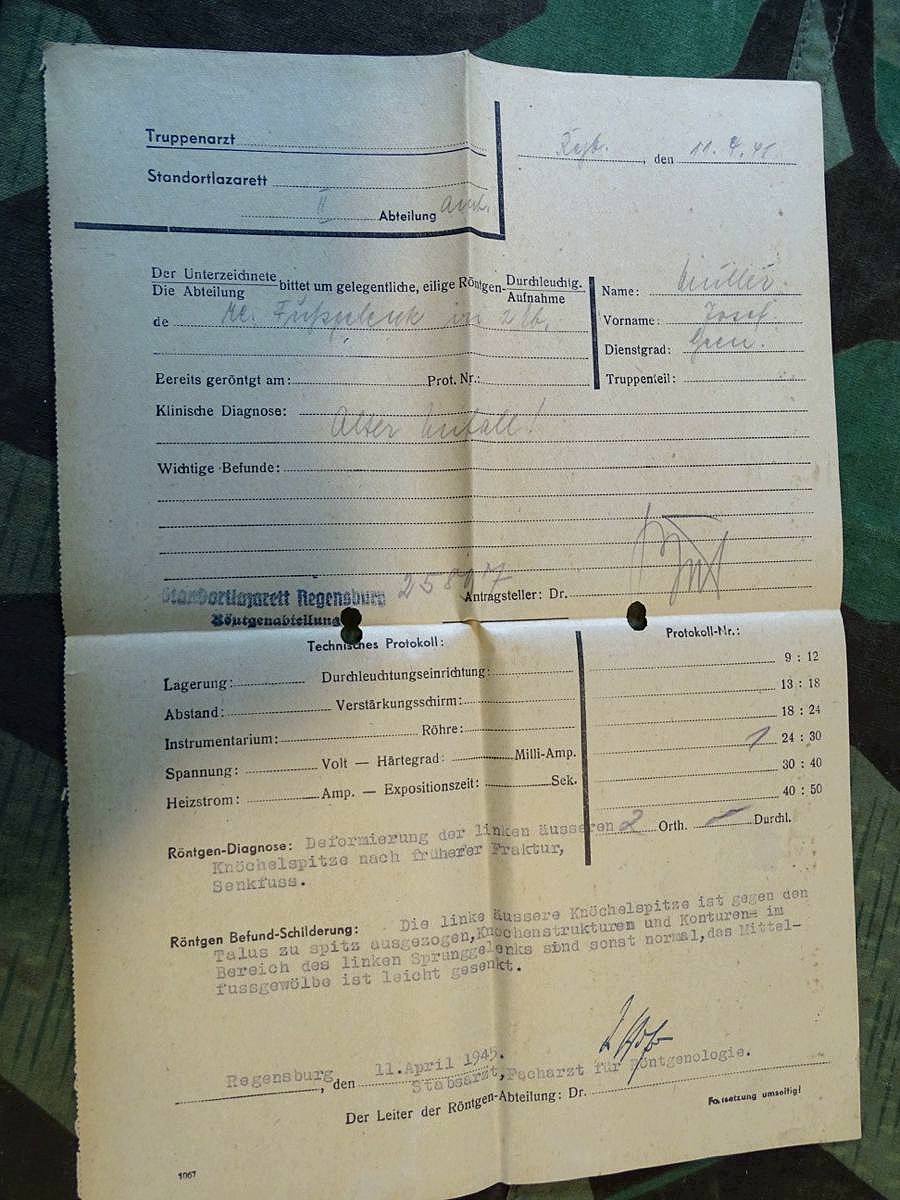 Truppenarzt
, den 11. 4. 45
Standortlazarett
II Abteilung
Der Unterzeichnete
Die Abteilung
bittet um gelegentliche, eilige Röntgen-
Durchleuchtg.
Aufnahme
de Fußgelenk in 2
Name: Müller.
Vorname: Josef
Dienstgrad: Gren.
Truppenteil:
Bereits geröntgt am: Prot. Nr.:
Klinische Diagnose:
Alter Unfall!
Wichtige Befunde:
Standortlazarett Regensburg
Röntgenabteilung
Antragsteller: Dr.
Technisches Protokoll:
Protokoll-Nr.:
Lagerung: Durchleuchtungseinrichtung:
Abstand: Verstärkungsschirm:
Instrumentarium: Röhre:
Spannung: Volt — Härtegrad: Milli-Amp.
Heizstrom: Amp. — Expositionszeit: Sek.
9 : 12
13 : 18
18 : 24
1 24 : 30
30 : 40
40 : 50
2 Orth. Durchl.
Röntgen-Diagnose: Deformierung der linken äusseren
Knöchelspitze nach früherer Fraktur,
Senkfuss.
Röntgen Befund-Schilderung: Die linke äussere Knöchelspitze ist gegen den
Talus zu spitz ausgezogen,Knochenstrukturen und Konturen= im
Bereich des linken Sprunggelenks sind sonst normal,das Mittel-
fussgewölbe ist leicht gesenkt.
Regensburg, den 11.April 1945.
Stabsarzt,Facharzt für Röntgenologie.
Der Leiter der Röntgen-Abteilung: Dr.
Fortsetzung umseitig!
1067